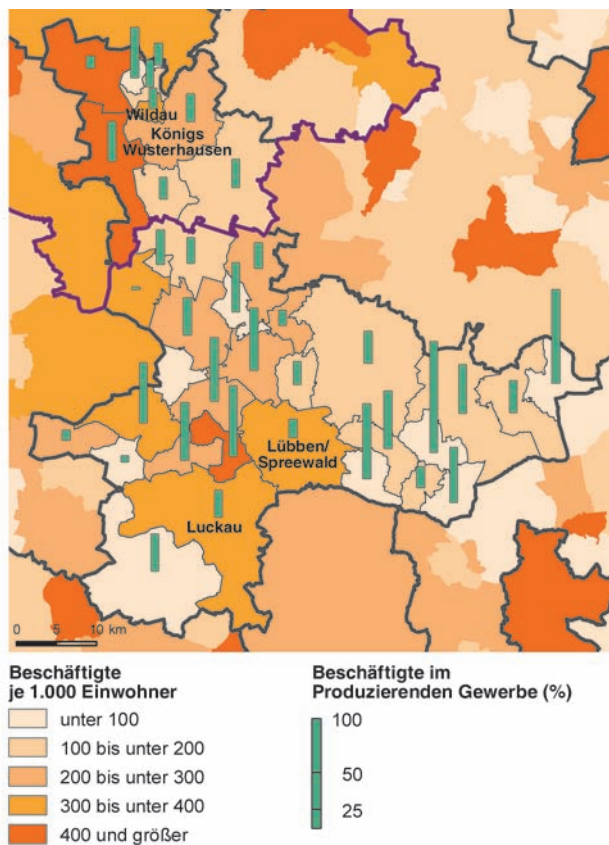 Wildau
Königs
Wusterhausen
Lübben/
Spreewald
Luckau
0 5 10 km
Beschäftigte
je 1.000 Einwohner
unter 100
100 bis unter 200
200 bis unter 300
300 bis unter 400
400 und größer
Beschäftigte im
Produzierenden Gewerbe (%)
100
50
25